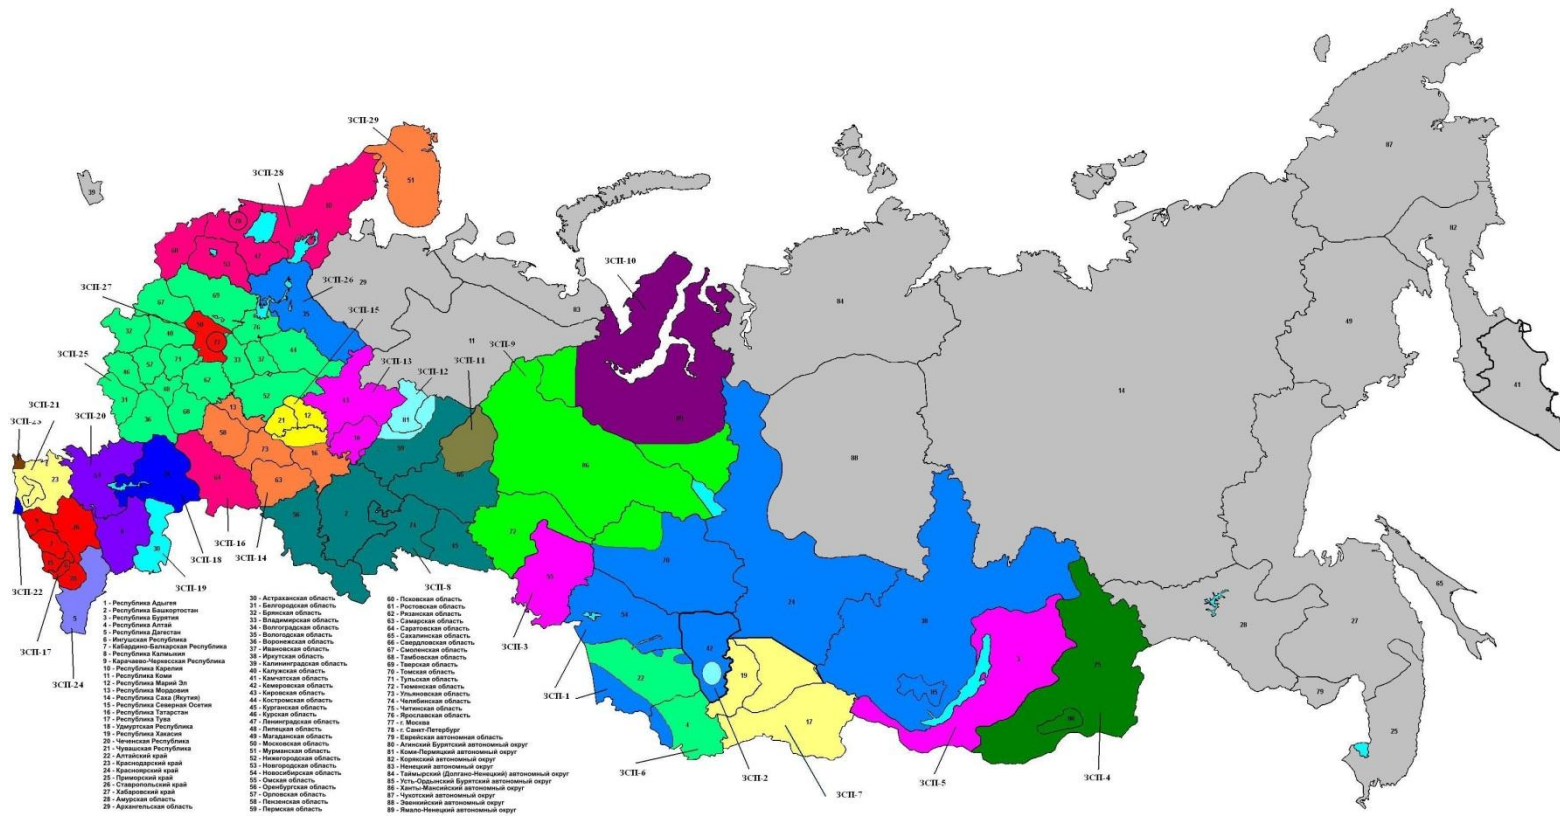 ЗСП-29
ЗСП-28
ЗСП-10
ЗСП-27
ЗСП-26
ЗСП-15
ЗСП-9
ЗСП-13
ЗСП-11
ЗСП-12
ЗСП-25
ЗСП-21
ЗСП-20
ЗСП-23
ЗСП-16
ЗСП-14
ЗСП-18
ЗСП-19
ЗСП-22
ЗСП-8
ЗСП-17
ЗСП-24
ЗСП-3
ЗСП-1
ЗСП-6
ЗСП-2
ЗСП-7
ЗСП-5
ЗСП-4
1 - Республика Адыгея
2 - Республика Башкортостан
3 - Республика Бурятия
4 - Республика Алтай
5 - Республика Дагестан
6 - Ингушская Республика
7 - Кабардино-Балкарская Республика
8 - Республика Калмыкия
9 - Карачаево-Черкесская Республика
10 - Республика Карелия
11 - Республика Коми
12 - Республика Марий Эл
13 - Республика Мордовия
14 - Республика Саха (Якутия)
15 - Республика Северная Осетия
16 - Республика Татарстан
17 - Республика Тува
18 - Удмуртская Республика
19 - Республика Хакасия
20 - Чеченская Республика
21 - Чувашская Республика
22 - Алтайский край
23 - Краснодарский край
24 - Красноярский край
25 - Приморский край
26 - Ставропольский край
27 - Хабаровский край
28 - Амурская область
29 - Архангельская область
30 - Астраханская область
31 - Белгородская область
32 - Брянская область
33 - Владимирская область
34 - Волгоградская область
35 - Вологодская область
36 - Воронежская область
37 - Ивановская область
38 - Иркутская область
39 - Калининградская область
40 - Калужская область
41 - Камчатская область
42 - Кемеровская область
43 - Кировская область
44 - Костромская область
45 - Курганская область
46 - Курская область
47 - Ленинградская область
48 - Липецкая область
49 - Магаданская область
50 - Московская область
51 - Мурманская область
52 - Нижегородская область
53 - Новгородская область
54 - Новосибирская область
55 - Омская область
56 - Оренбургская область
57 - Орловская область
58 - Пензенская область
59 - Пермская область
60 - Псковская область
61 - Ростовская область
62 - Рязанская область
63 - Самарская область
64 - Саратовская область
65 - Сахалинская область
66 - Свердловская область
67 - Смоленская область
68 - Тамбовская область
69 - Тверская область
70 - Томская область
71 - Тульская область
72 - Тюменская область
73 - Ульяновская область
74 - Челябинская область
75 - Читинская область
76 - Ярославская область
77 - г. Москва
78 - г. Санкт-Петербург
79 - Еврейская автономная область
80 - Агинский Бурятский автономный округ
81 - Коми-Пермяцкий автономный округ
82 - Корякский автономный округ
83 - Ненецкий автономный округ
84 - Таймырский (Долгано-Ненецкий) автономный округ
85 - Усть-Ордынский Бурятский автономный округ
86 - Ханты-Мансийский автономный округ
87 - Чукотский автономный округ
88 - Эвенкийский автономный округ
89 - Ямало-Ненецкий автономный округ